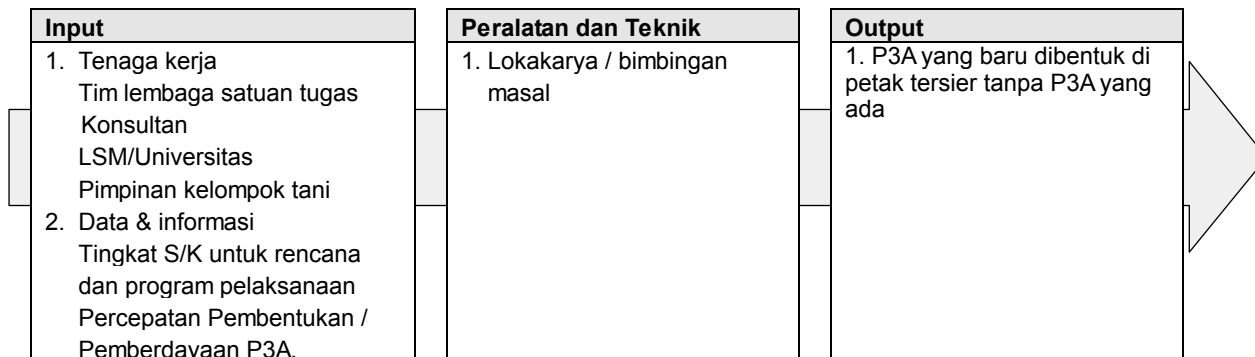 Input
1. Tenaga kerja
Tim lembaga satuan tugas
Konsultan
LSM/Universitas
Pimpinan kelompok tani
2. Data & informasi
Tingkat S/K untuk rencana
dan program pelaksanaan
Percepatan Pembentukan /
Pemberdayaan P3A.
Peralatan dan Teknik
1. Lokakarya / bimbingan
masal
Output
1. P3A yang baru dibentuk di
petak tersier tanpa P3A yang
ada